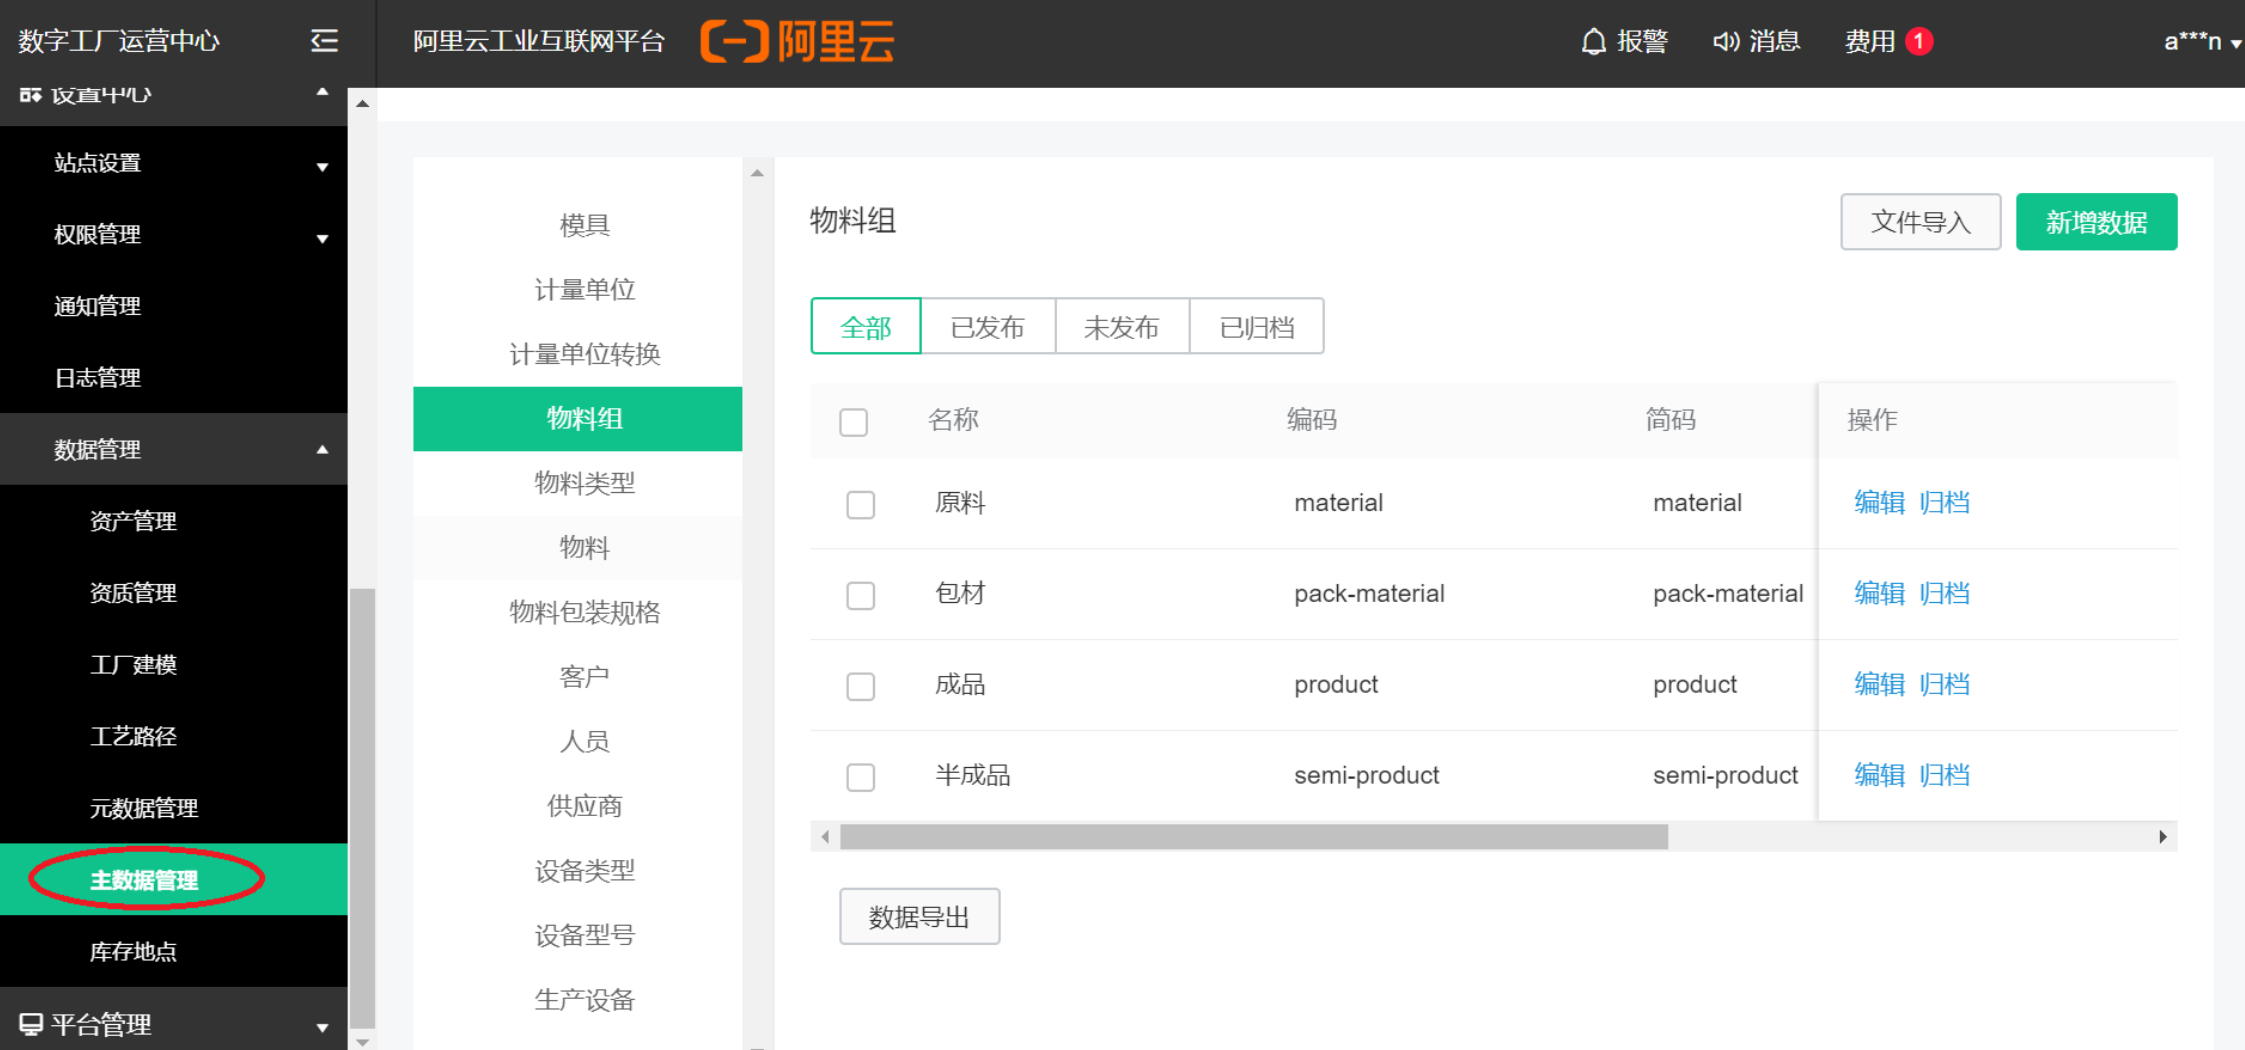 数字工厂运营中心
阿里云工业互联网平台
阿里云
报警
消息
费用 1
a***n
设置中心
站点设置
权限管理
通知管理
日志管理
数据管理
资产管理
资质管理
工厂建模
工艺路径
元数据管理
主数据管理
库存地点
平台管理
模具
计量单位
计量单位转换
物料组
物料类型
物料
物料包装规格
客户
人员
供应商
设备类型
设备型号
生产设备
物料组
文件导入 新增数据
全部 已发布 未发布 已归档
名称 编码 简码 操作
原料 material material 编辑 归档
包材 pack-material pack-material 编辑 归档
成品 product product 编辑 归档
半成品 semi-product semi-product 编辑 归档
数据导出